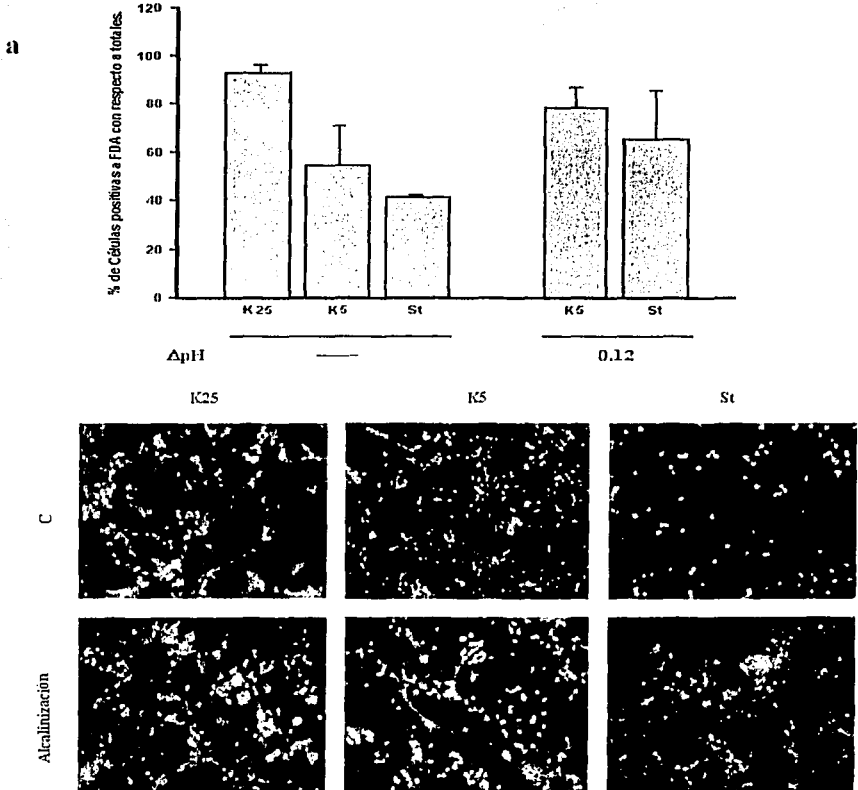 a
% de Células positivas a FDA con respecto a totales.
120
100
80
60
40
20
0
K25 K5 St K5 St
ΔpH — 0.12
K25 K5 St
C
Alcalinización